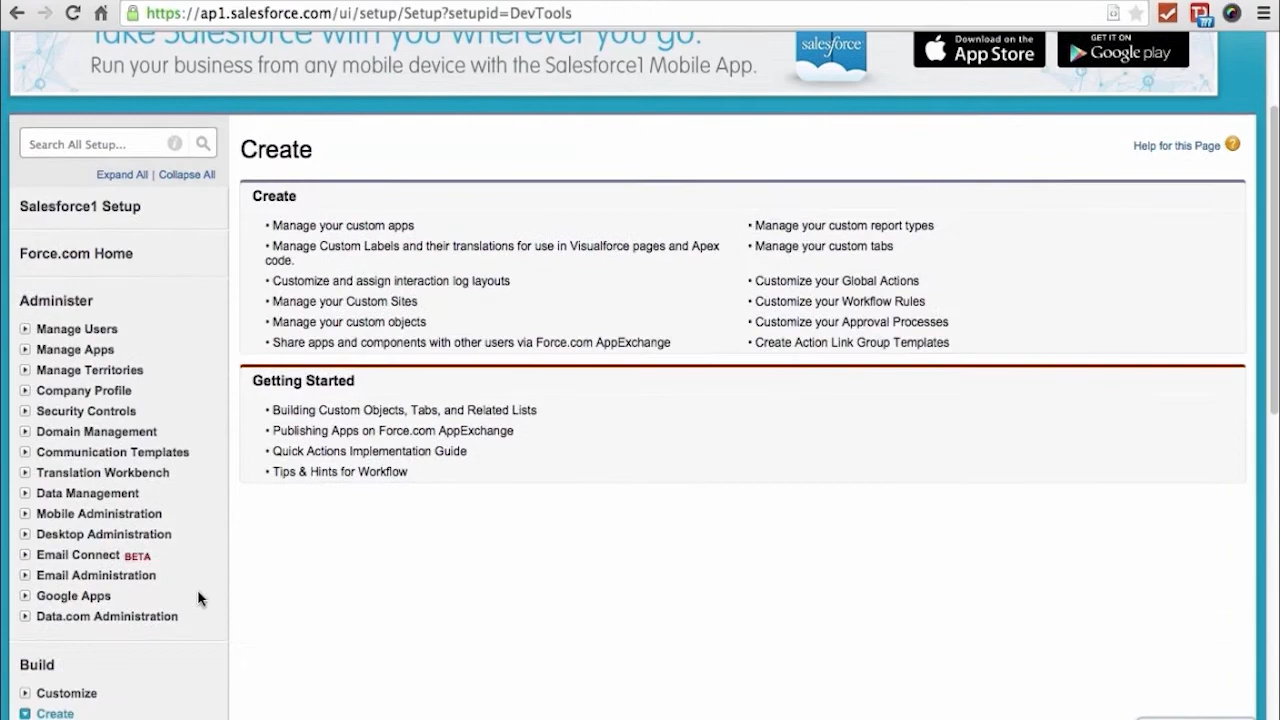 https://ap1.salesforce.com/ui/setup/Setup?setupid=DevTools
Take Salesforce with you wherever you go.
Run your business from any mobile device with the Salesforce1 Mobile App.
salesforce
Download on the
App Store
GET IT ON
Google play
Search All Setup...
Expand All | Collapse All
Salesforce1 Setup
Force.com Home
Administer
Manage Users
Manage Apps
Manage Territories
Company Profile
Security Controls
Domain Management
Communication Templates
Translation Workbench
Data Management
Mobile Administration
Desktop Administration
Email Connect BETA
Email Administration
Google Apps
Data.com Administration
Build
Customize
Create
Create
Help for this Page ?
Create
• Manage your custom apps
• Manage Custom Labels and their translations for use in Visualforce pages and Apex
code.
• Customize and assign interaction log layouts
• Manage your Custom Sites
• Manage your custom objects
• Share apps and components with other users via Force.com AppExchange
• Manage your custom report types
• Manage your custom tabs
• Customize your Global Actions
• Customize your Workflow Rules
• Customize your Approval Processes
• Create Action Link Group Templates
Getting Started
• Building Custom Objects, Tabs, and Related Lists
• Publishing Apps on Force.com AppExchange
• Quick Actions Implementation Guide
• Tips & Hints for Workflow